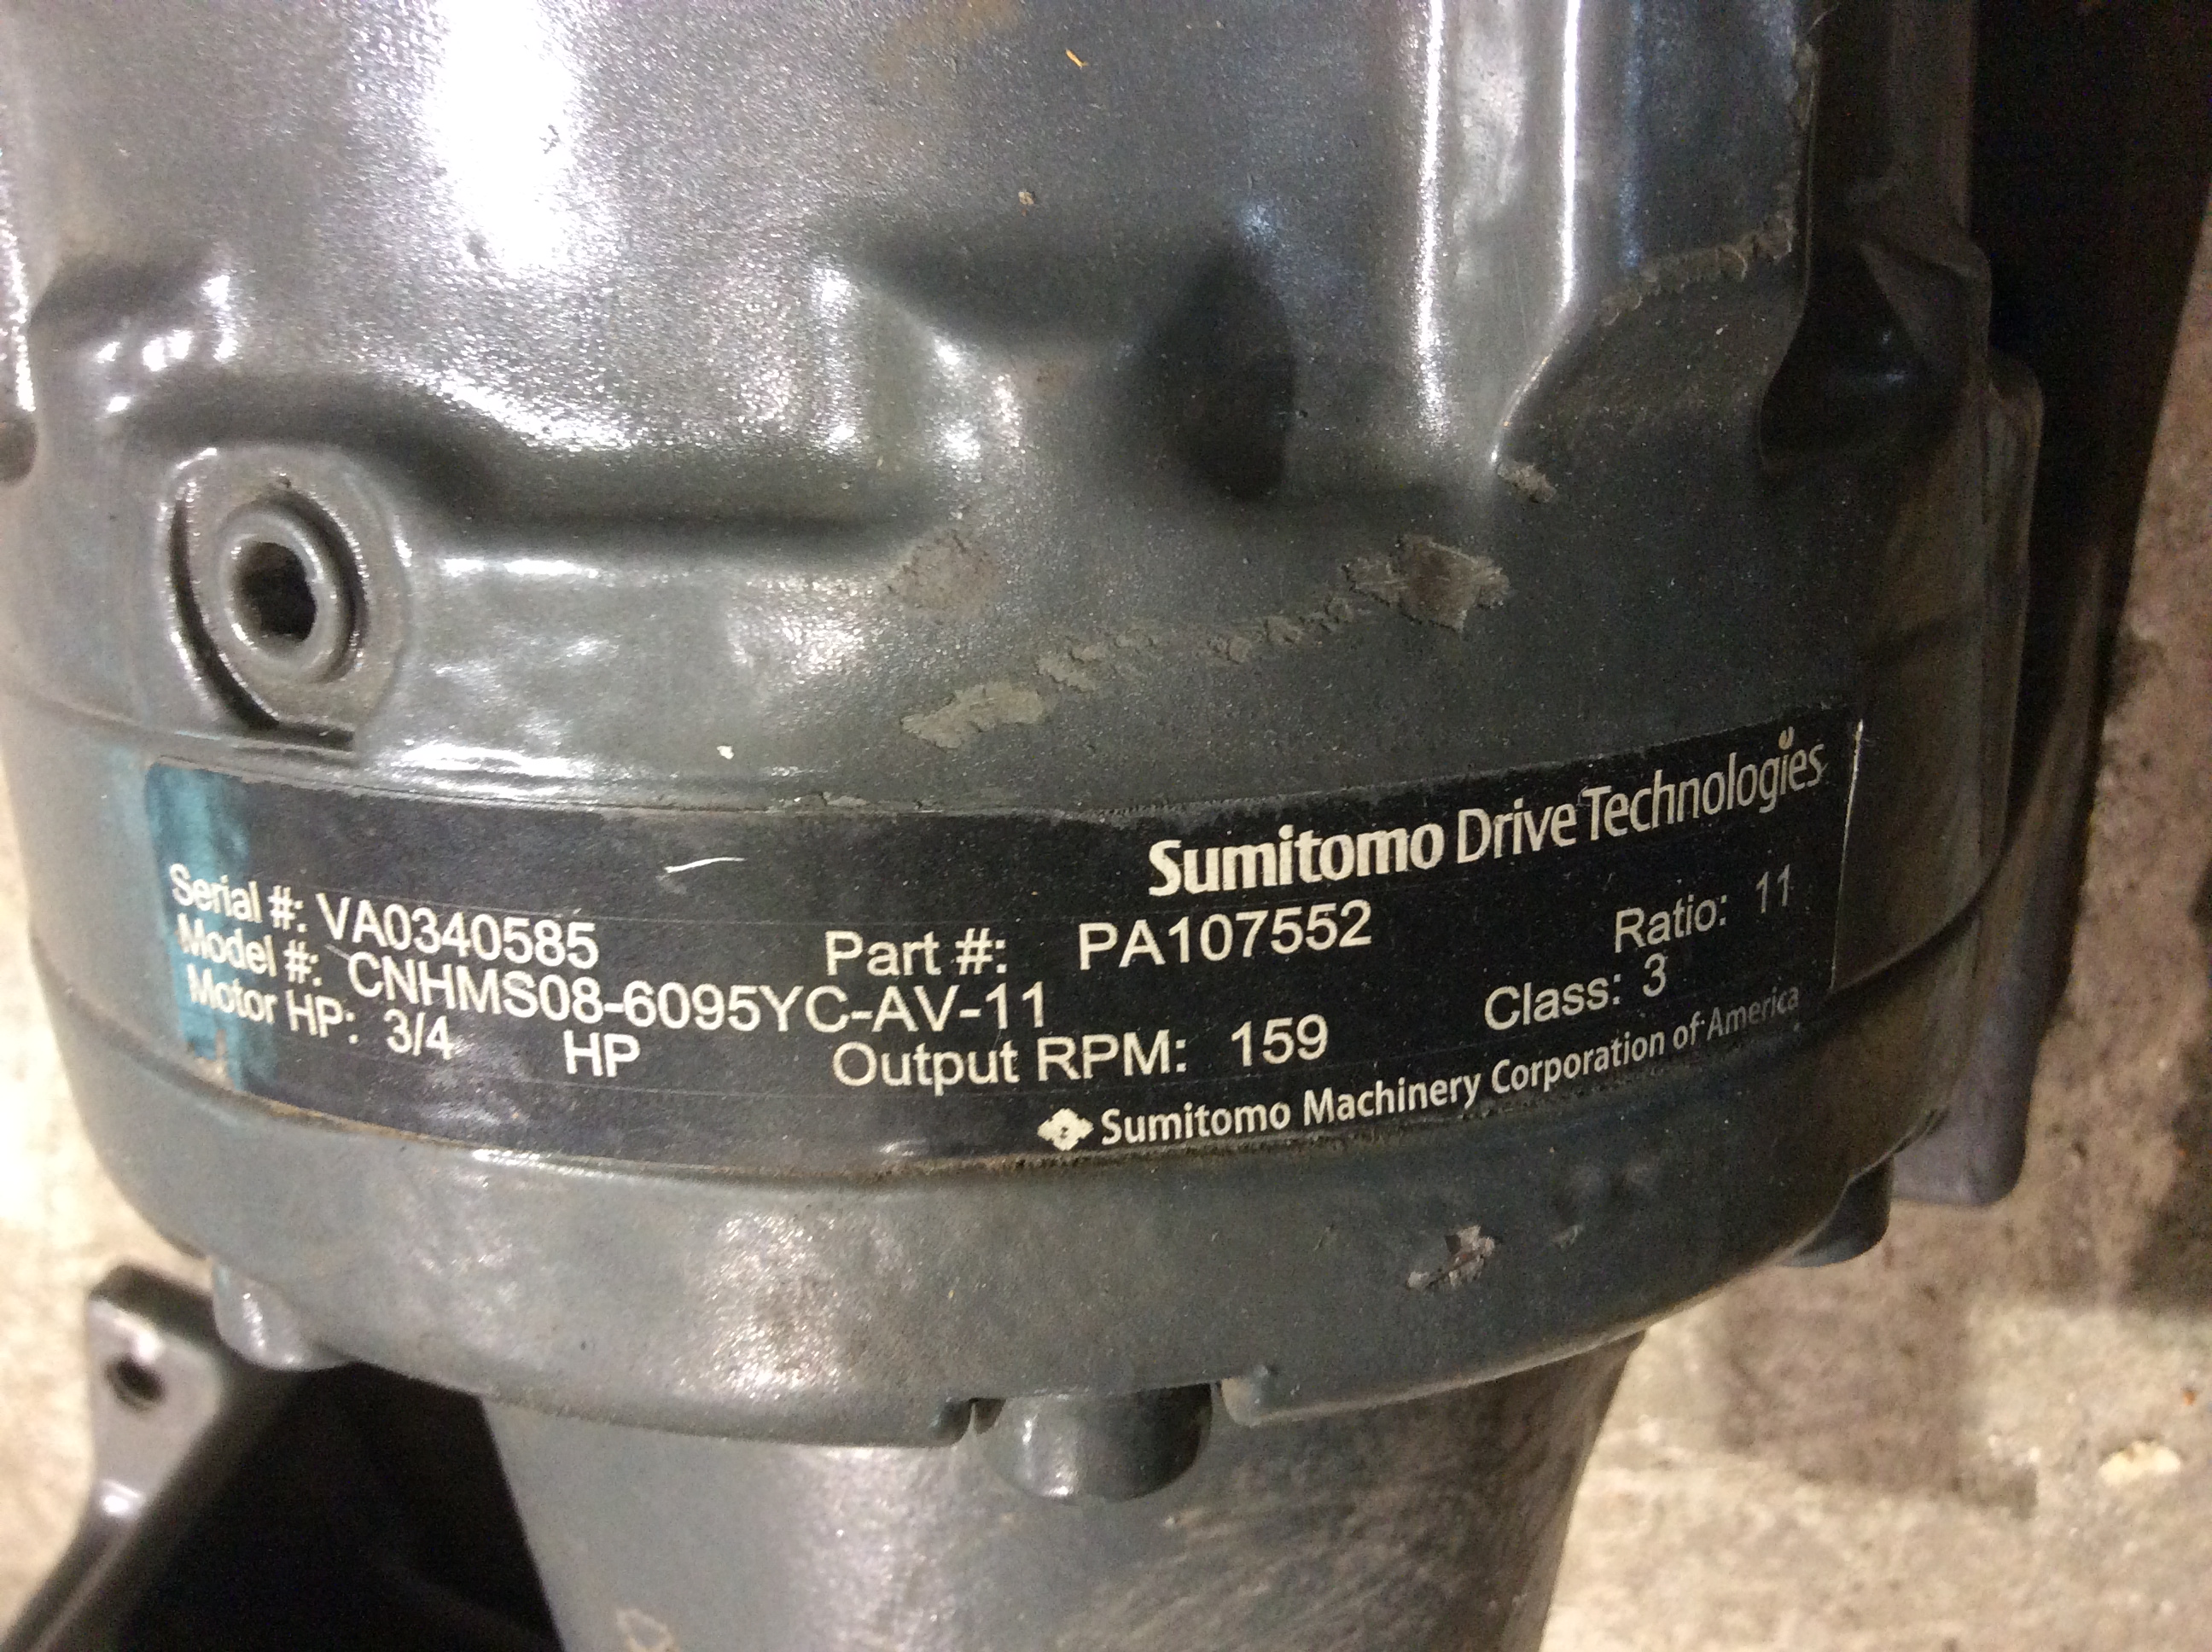 Sumitomo Drive Technologies
Serial #: VA0340585 Part #: PA107552 Ratio: 11
Model #: CNHMS08-6095YC-AV-11 Class: 3
Motor HP: 3/4 HP Output RPM: 159
Sumitomo Machinery Corporation of America